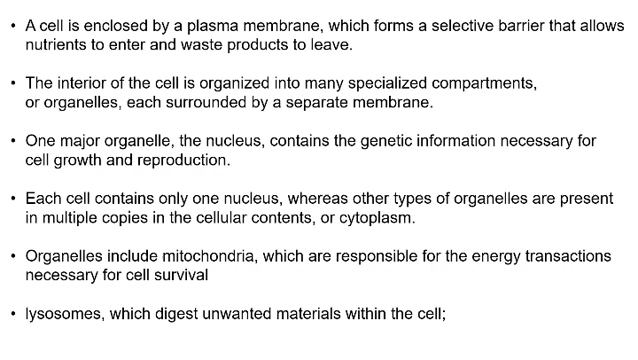 • A cell is enclosed by a plasma membrane, which forms a selective barrier that allows
nutrients to enter and waste products to leave.
• The interior of the cell is organized into many specialized compartments,
or organelles, each surrounded by a separate membrane.
• One major organelle, the nucleus, contains the genetic information necessary for
cell growth and reproduction.
• Each cell contains only one nucleus, whereas other types of organelles are present
in multiple copies in the cellular contents, or cytoplasm.
• Organelles include mitochondria, which are responsible for the energy transactions
necessary for cell survival
• lysosomes, which digest unwanted materials within the cell;